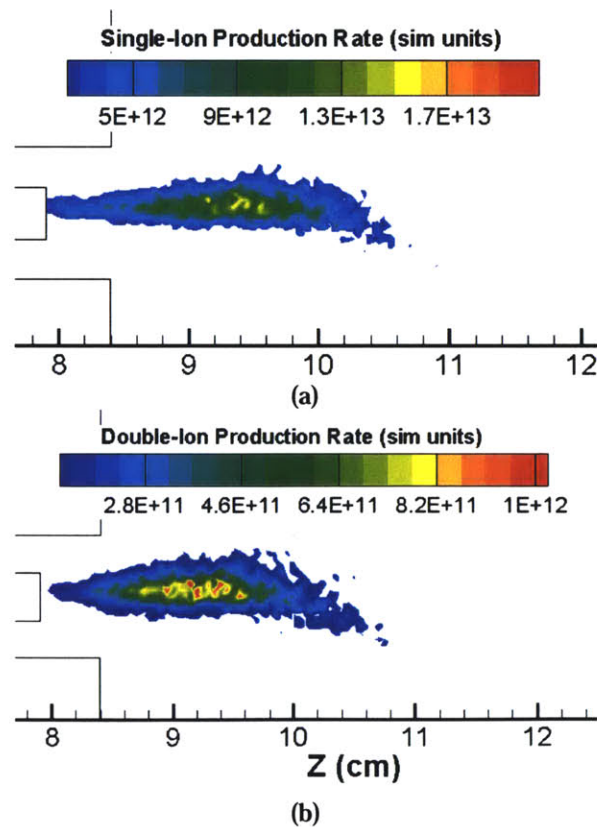 Single-Ion Production Rate (sim units)
5E+12 9E+12 1.3E+13 1.7E+13
8 9 10 11 12
(a)
Double-Ion Production Rate (sim units)
2.8E+11 4.6E+11 6.4E+11 8.2E+11 1E+12
8 9 10 11 12
Z (cm)
(b)